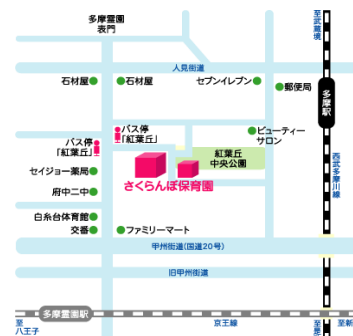 多摩霊園
表門
至武蔵境
人見街道
石材屋
石材屋
セブンイレブン
郵便局
多摩駅
バス停
「紅葉丘」
バス停
「紅葉丘」
ビューティー
サロン
紅葉丘
中央公園
西武多摩川線
セイジョー薬局
さくらんぼ保育園
府中二中
白糸台体育館
交番
ファミリーマート
甲州街道(国道20号)
旧甲州街道
多摩霊園駅
至
八王子
京王線
至
至新